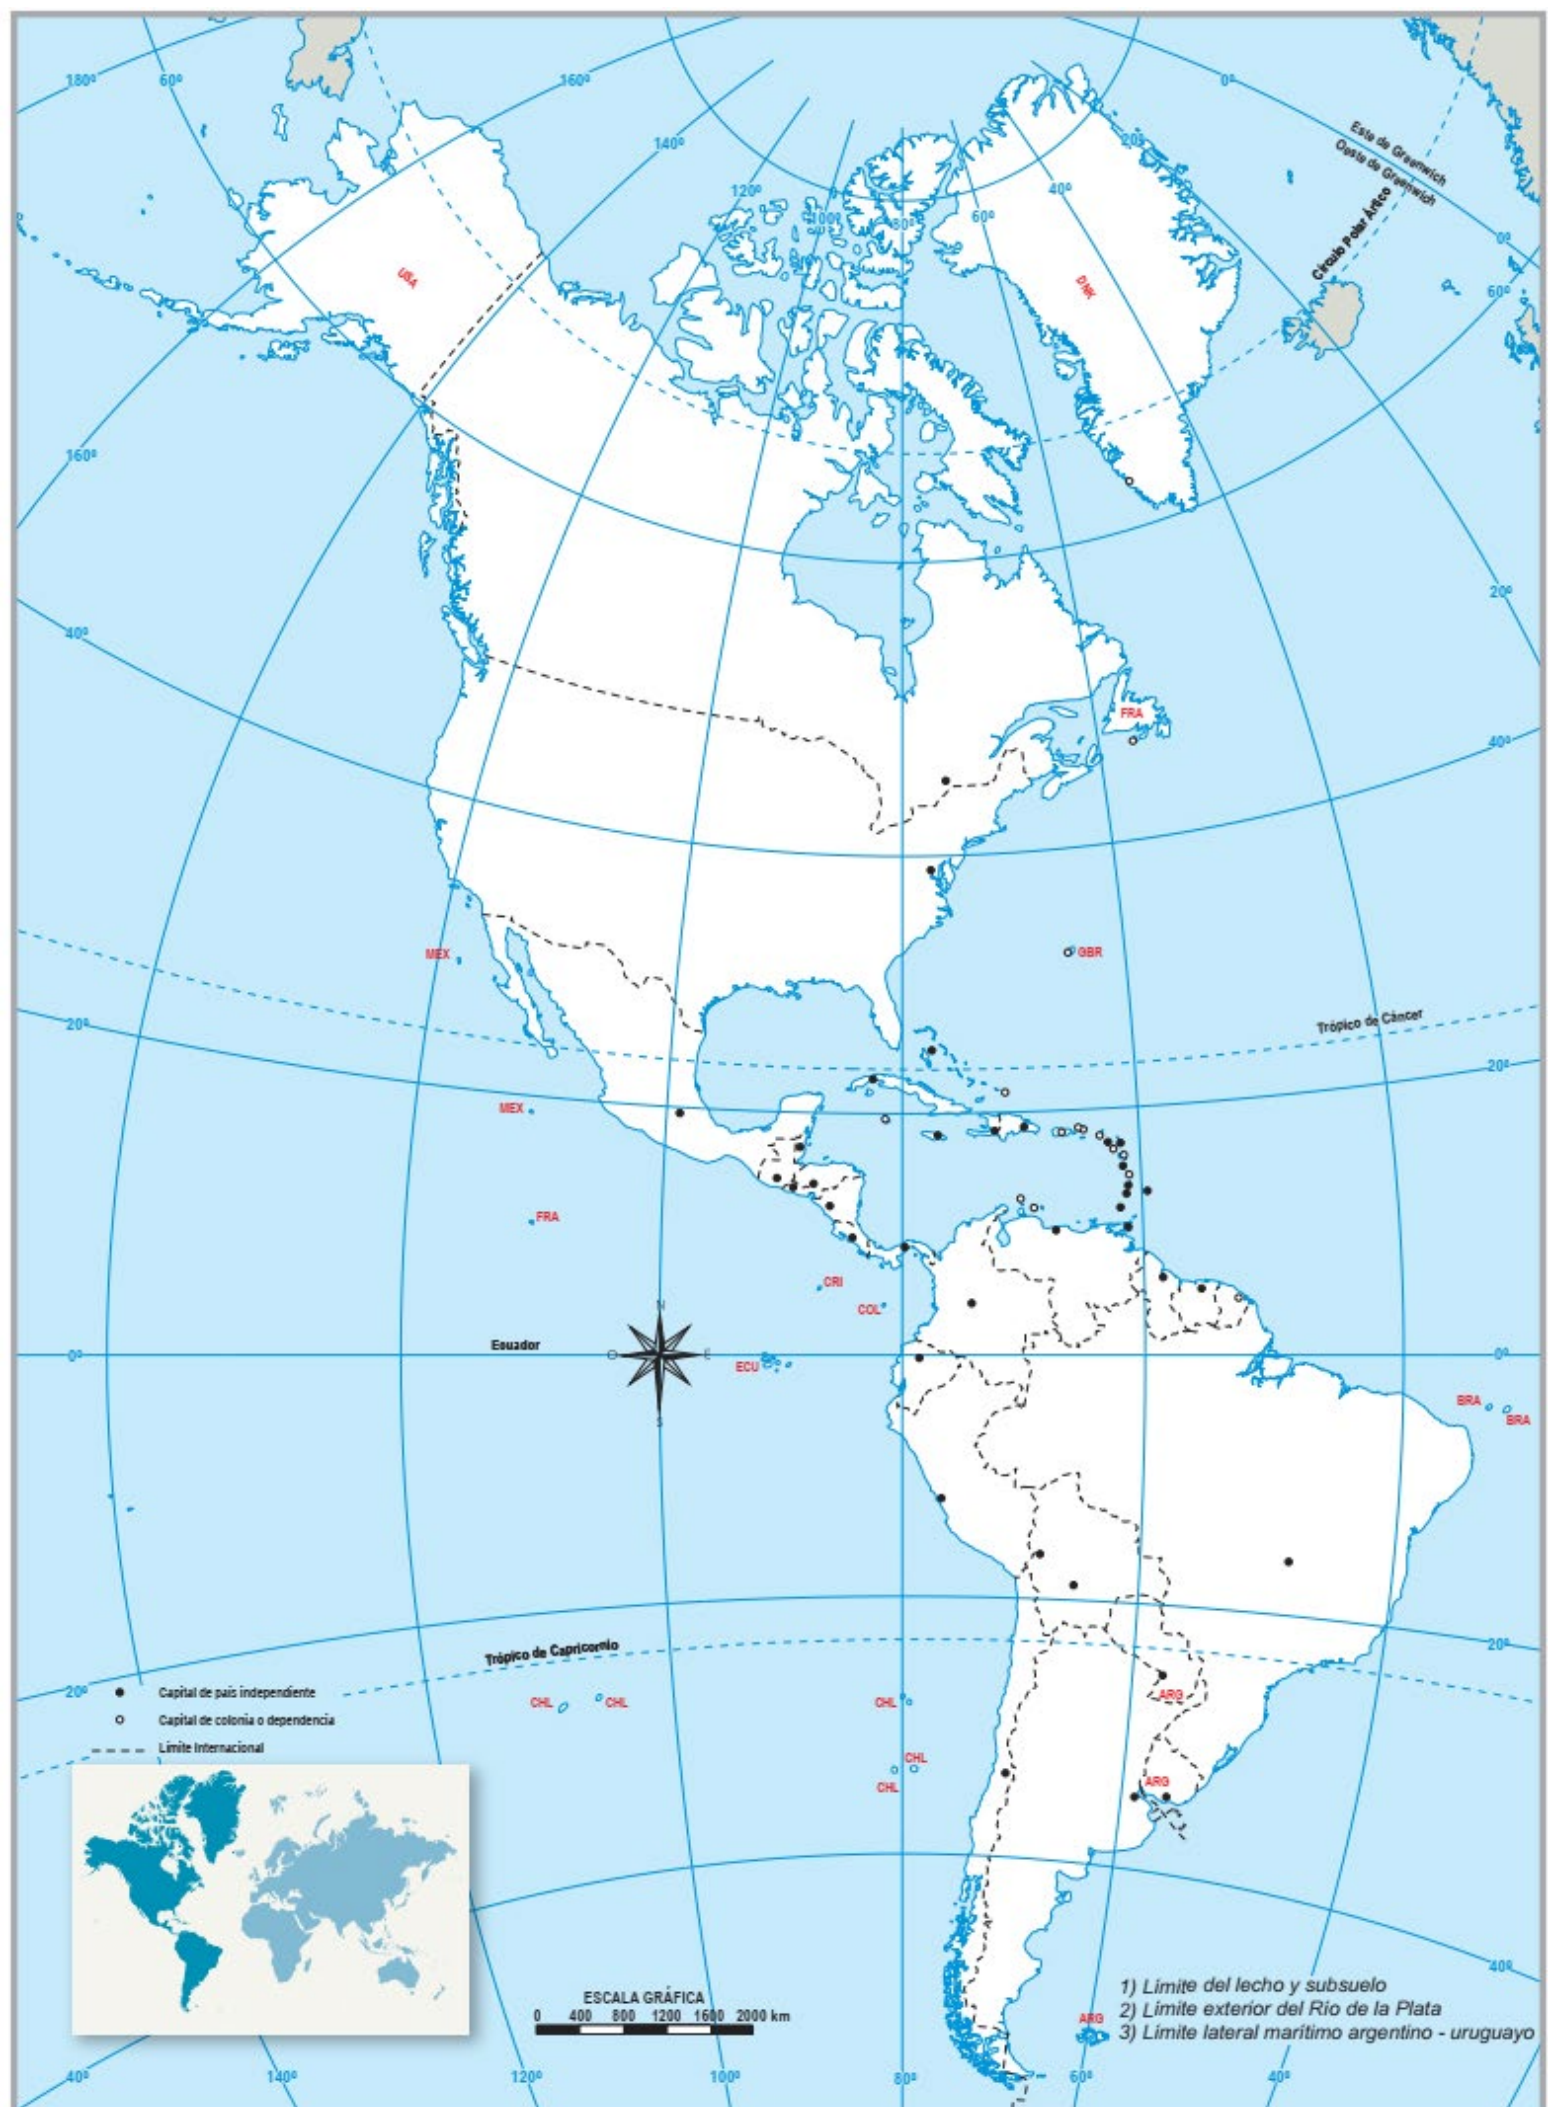 180º
60º
160º
140º
120º
100º
80º
60º
40º
20º
0º
Este de Greenwich
Oeste de Greenwich
Círculo Polar Ártico
0º
60º
USA
DNK
160º
20º
40º
FRA
40º
MEX
GBR
20º
Trópico de Cáncer
20º
MEX
FRA
CRI
COL
N
Ecuador
O
E
S
0º
ECU
0º
BRA
BRA
Trópico de Capricornio
20º
20º
Capital de país independiente
Capital de colonia o dependencia
Límite Internacional
CHL
CHL
CHL
ARG
CHL
CHL
ARG
40º
ESCALA GRÁFICA
0 400 800 1200 1600 2000 km
ARG
1) Límite del lecho y subsuelo
2) Límite exterior del Río de la Plata
3) Límite lateral marítimo argentino - uruguayo
40º
140º
120º
100º
80º
60º
40º